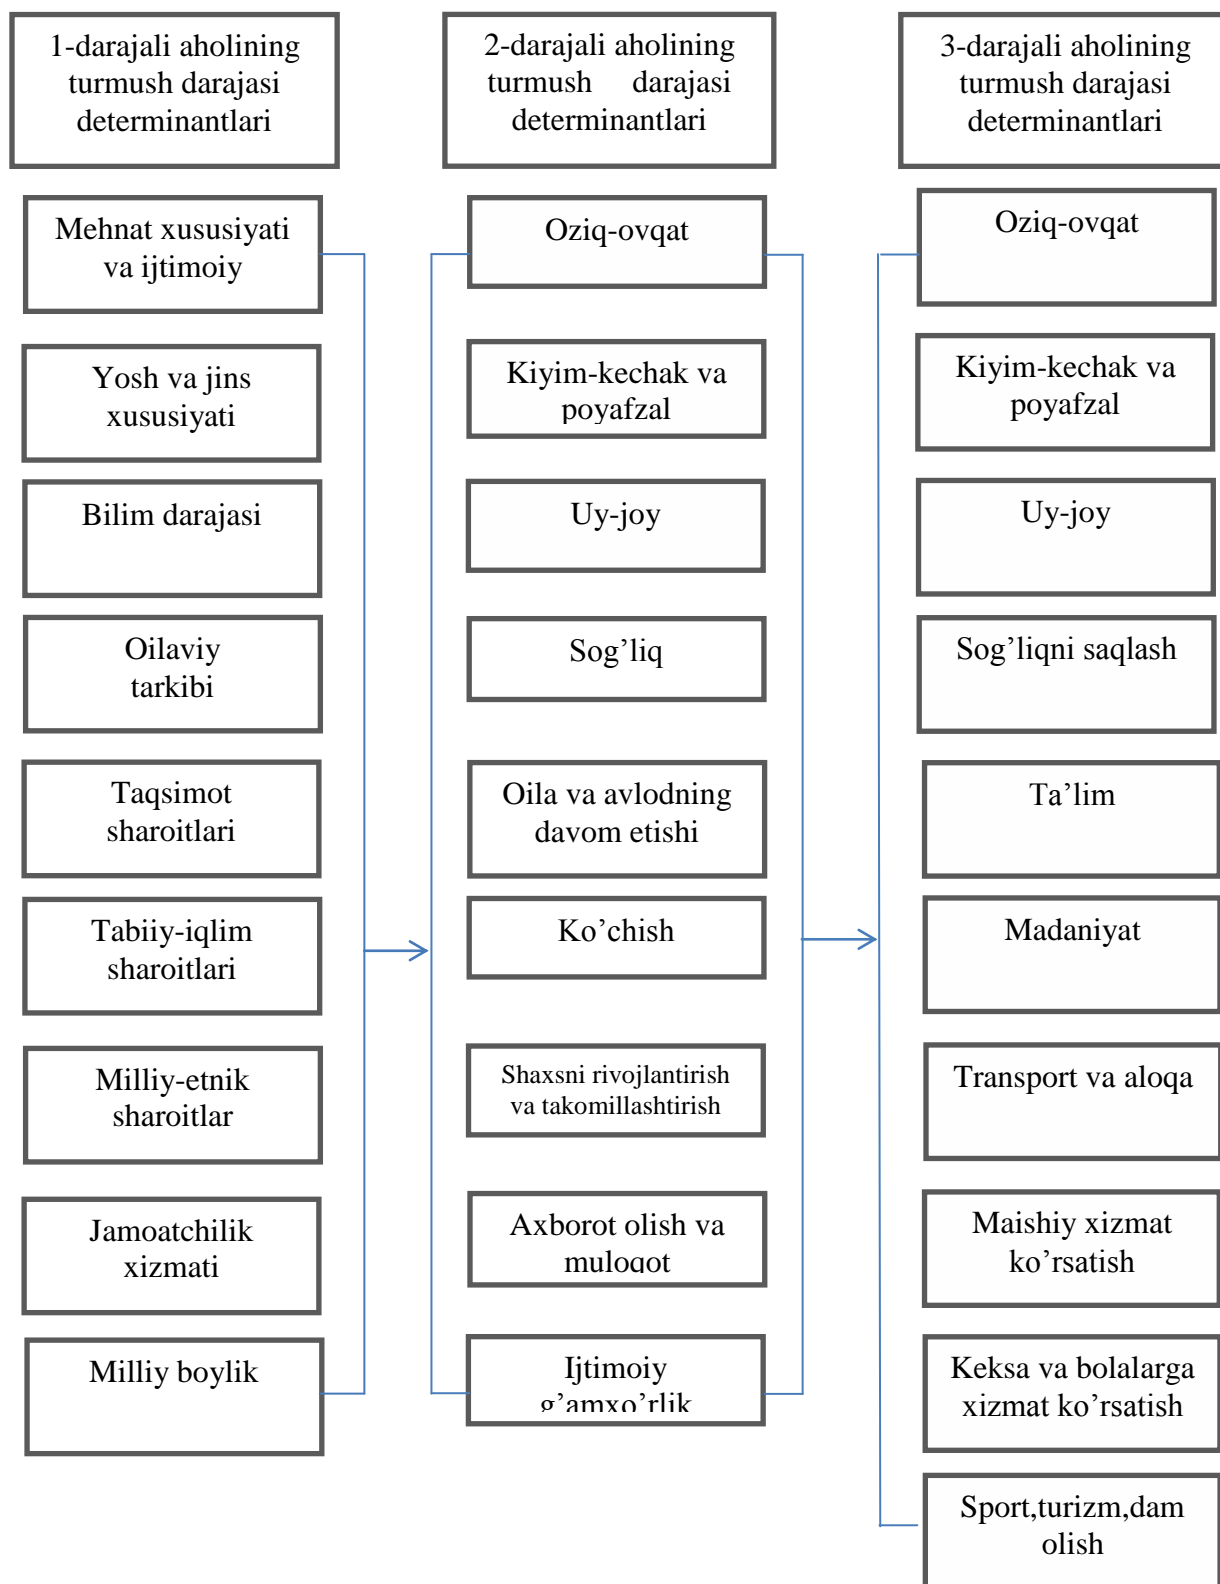 1-darajali aholining
turmush darajasi
determinantlari
Mehnat xususiyati
va ijtimoiy
Yosh va jins
xususiyati
Bilim darajasi
Oilaviy
tarkibi
Taqsimot
sharoitlari
Tabiiy-iqlim
sharoitlari
Milliy-etnik
sharoitlar
Jamoatchilik
xizmati
Milliy boylik
2-darajali aholining
turmush darajasi
determinantlari
Oziq-ovqat
Kiyim-kechak va
poyafzal
Uy-joy
Sog’liq
Oila va avlodning
davom etishi
Ko’chish
Shaxsni rivojlantirish
va takomillashtirish
Axborot olish va
muloqot
Ijtimoiy
g’amxo’rlik
3-darajali aholining
turmush darajasi
determinantlari
Oziq-ovqat
Kiyim-kechak va
poyafzal
Uy-joy
Sog’liqni saqlash
Ta’lim
Madaniyat
Transport va aloqa
Maishiy xizmat
ko’rsatish
Keksa va bolalarga
xizmat ko’rsatish
Sport,turizm,dam
olish